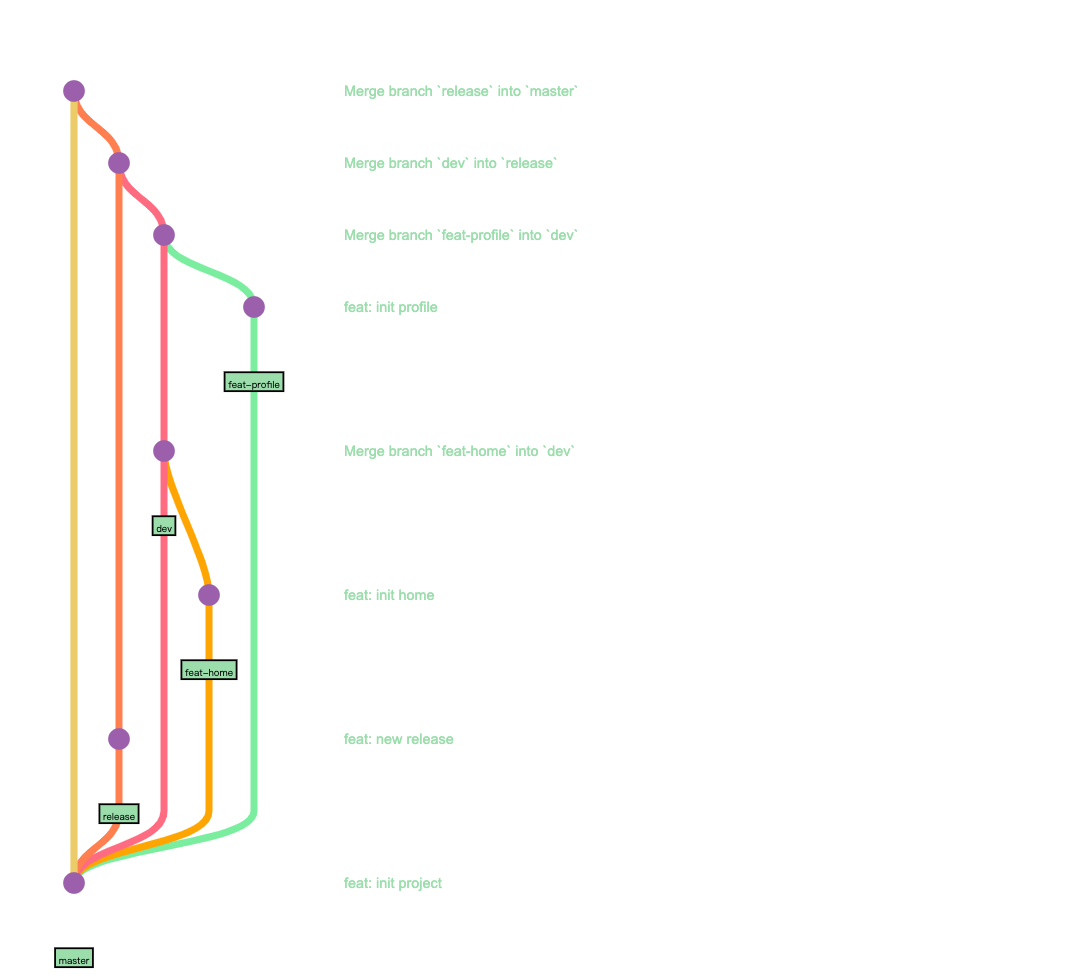 Merge branch `release` into `master`
Merge branch `dev` into `release`
Merge branch `feat-profile` into `dev`
feat: init profile
feat-profile
Merge branch `feat-home` into `dev`
dev
feat: init home
feat-home
feat: new release
release
feat: init project
master